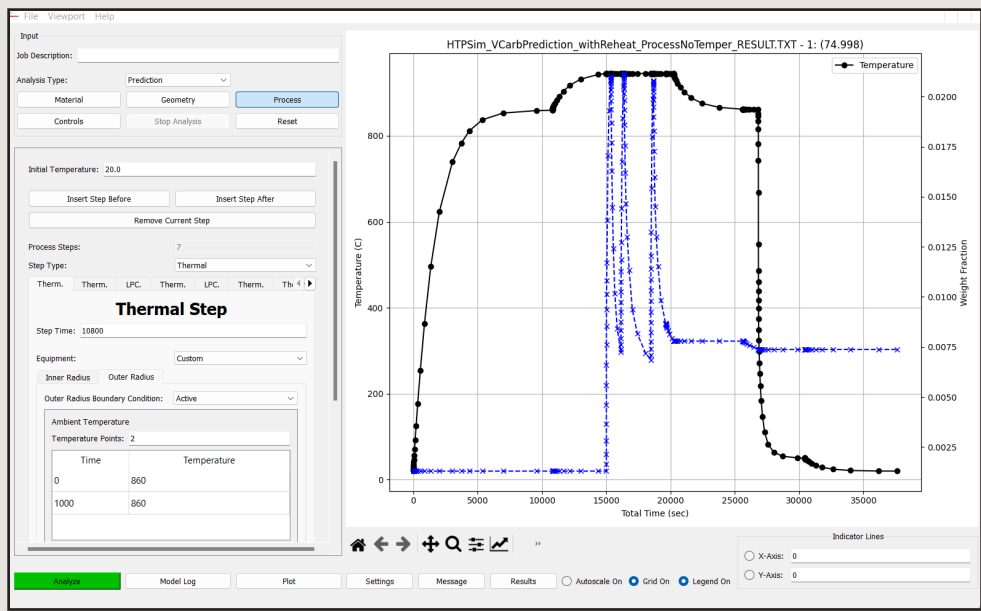 File Viewport Help
Input
Job Description:
Analysis Type: Prediction
Material Geometry Process
Controls Stop Analysis Reset
Initial Temperature: 20.0
Insert Step Before Insert Step After
Remove Current Step
Process Steps: 7
Step Type: Thermal
Therm. Therm. LPC. Therm. LPC. Therm.
Thermal Step
Step Time: 10800
Equipment: Custom
Inner Radius Outer Radius
Outer Radius Boundary Condition: Active
Ambient Temperature
Temperature Points: 2
Time Temperature
0 860
1000 860
HTPSim_VCarbPrediction_withReheat_ProcessNoTemper_RESULT.TXT - 1: (74.998)
Temperature
Temperature (C)
800
600
400
200
0
0 5000 10000 15000 20000 25000 30000 35000
Total Time (sec)
0.0200
0.0175
0.0150
0.0125
0.0100
0.0075
0.0050
0.0025
Weight Fraction
»
Indicator Lines
X-Axis: 0
Y-Axis: 0
Analyze Model Log Plot Settings Message Results Autoscale On Grid On Legend On